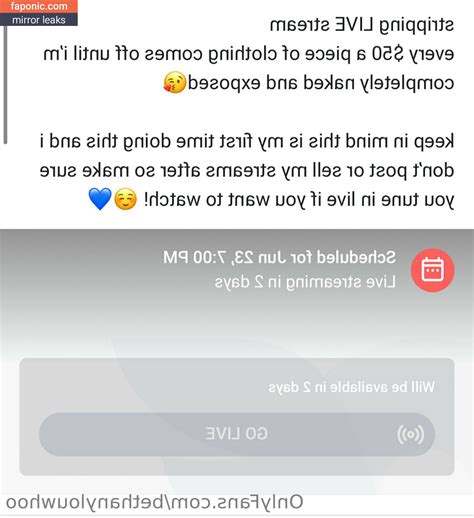 faponic.com
mirror leaks
stripping LIVE stream
every $50 a piece of clothing comes off until i'm
completely naked and exposed😘
keep in mind this is my first time doing this and i
don't post or sell my streams after so make sure
you tune in live if you want to watch! ☺️💙
Scheduled for Jun 23, 7:00 PM
Live streaming in 2 days
Will be available in 2 days
GO LIVE
OnlyFans.com/bethanylouwhoo